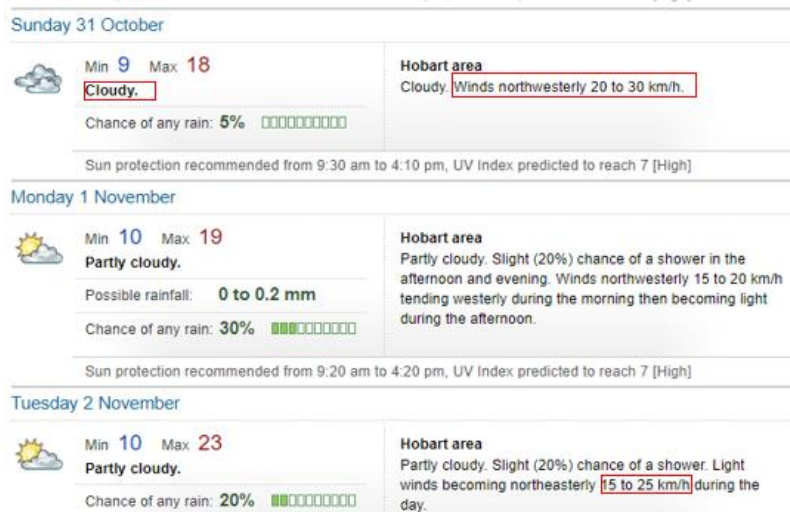 Sunday 31 October
Min 9 Max 18
Cloudy.
Chance of any rain: 5%
Hobart area
Cloudy. Winds northwesterly 20 to 30 km/h.
Sun protection recommended from 9:30 am to 4:10 pm, UV Index predicted to reach 7 [High]
Monday 1 November
Min 10 Max 19
Partly cloudy.
Possible rainfall: 0 to 0.2 mm
Chance of any rain: 30%
Hobart area
Partly cloudy. Slight (20%) chance of a shower in the
afternoon and evening. Winds northwesterly 15 to 20 km/h
tending westerly during the morning then becoming light
during the afternoon.
Sun protection recommended from 9:20 am to 4:20 pm, UV Index predicted to reach 7 [High]
Tuesday 2 November
Min 10 Max 23
Partly cloudy.
Chance of any rain: 20%
Hobart area
Partly cloudy. Slight (20%) chance of a shower. Light
winds becoming northeasterly 15 to 25 km/h during the
day.